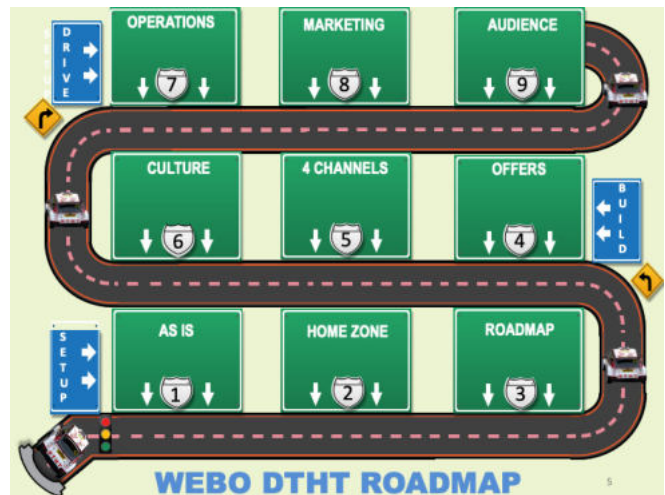 DRIVE
OPERATIONS
7
MARKETING
8
AUDIENCE
9
CULTURE
6
4 CHANNELS
5
OFFERS
4
BUILD
SETUP
AS IS
1
HOME ZONE
2
ROADMAP
3
WEBO DTHT ROADMAP
5